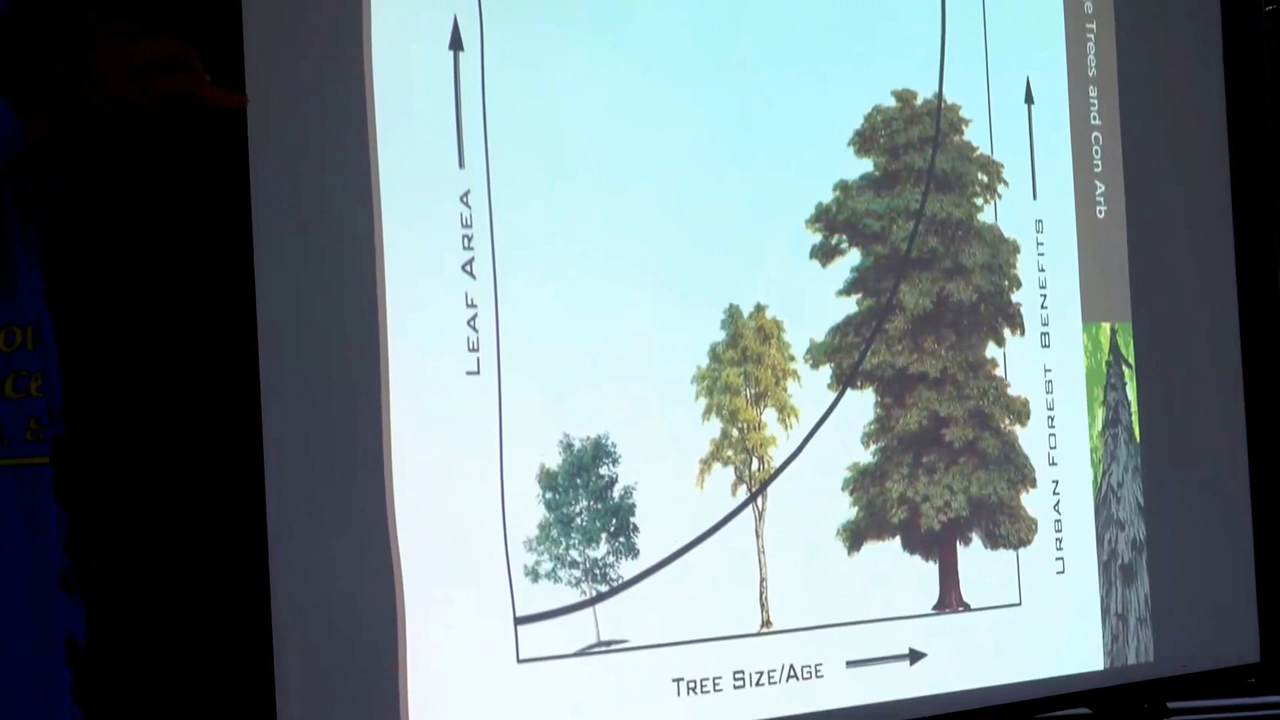 LEAF AREA
URBAN FOREST BENEFITS
TREE SIZE/AGE
Trees and Con Arb